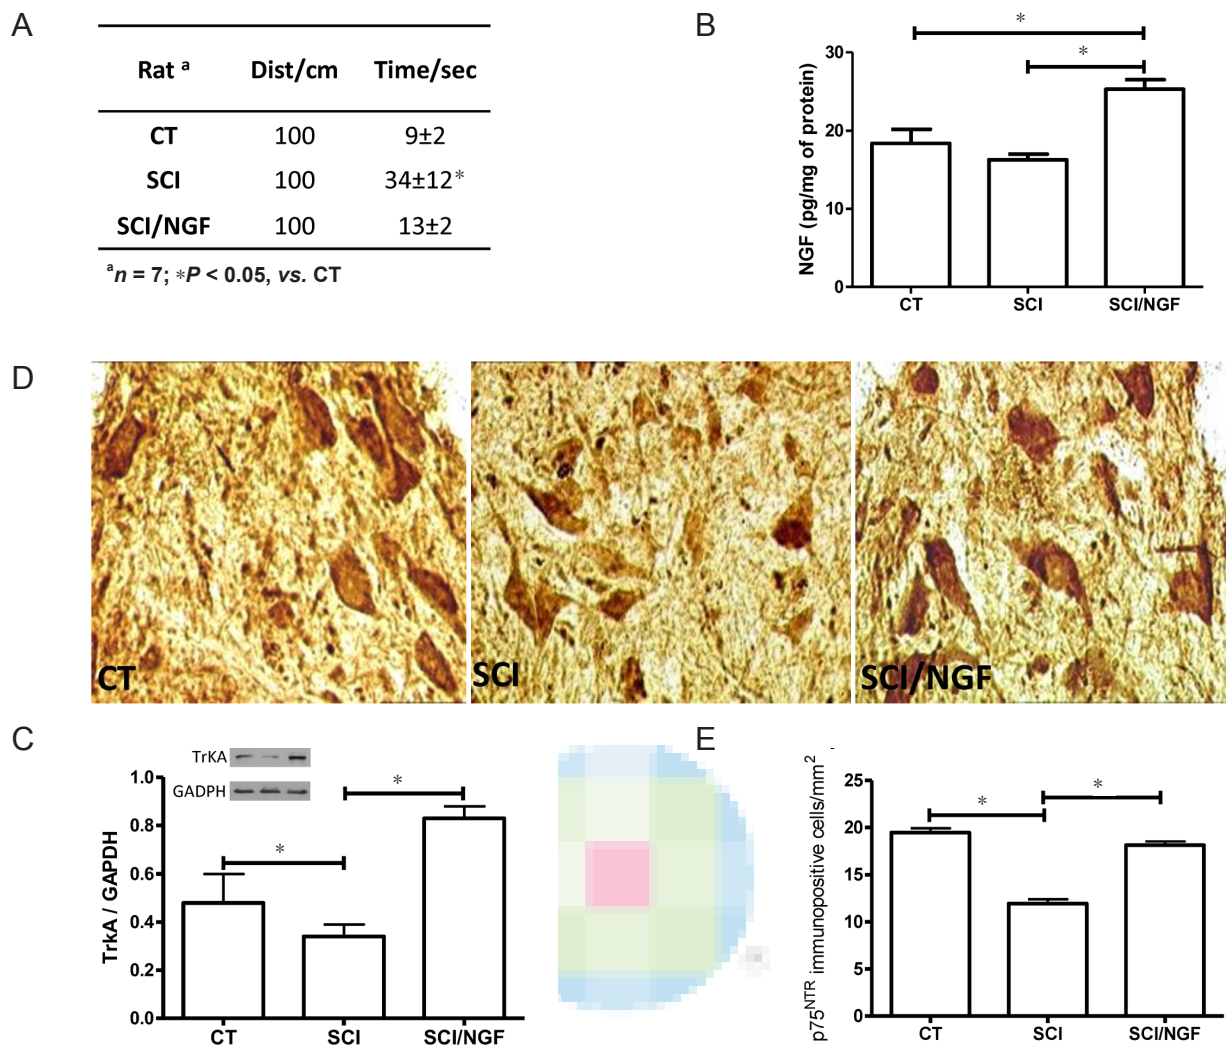 A
Rat ᵃ Dist/cm Time/sec
CT 100 9±2
SCI 100 34±12*
SCI/NGF 100 13±2
ᵃn = 7; *P < 0.05, vs. CT
B
*
*
NGF (pg/mg of protein)
30
20
10
0
CT SCI SCI/NGF
D
CT
SCI
SCI/NGF
C
TrKA
GADPH
*
*
TrkA / GAPDH
1.0
0.8
0.6
0.4
0.2
0.0
CT SCI SCI/NGF
E
*
*
p75ᴺᵀᴿ immunopositive cells/mm²
25
20
15
10
5
0
CT SCI SCI/NGF